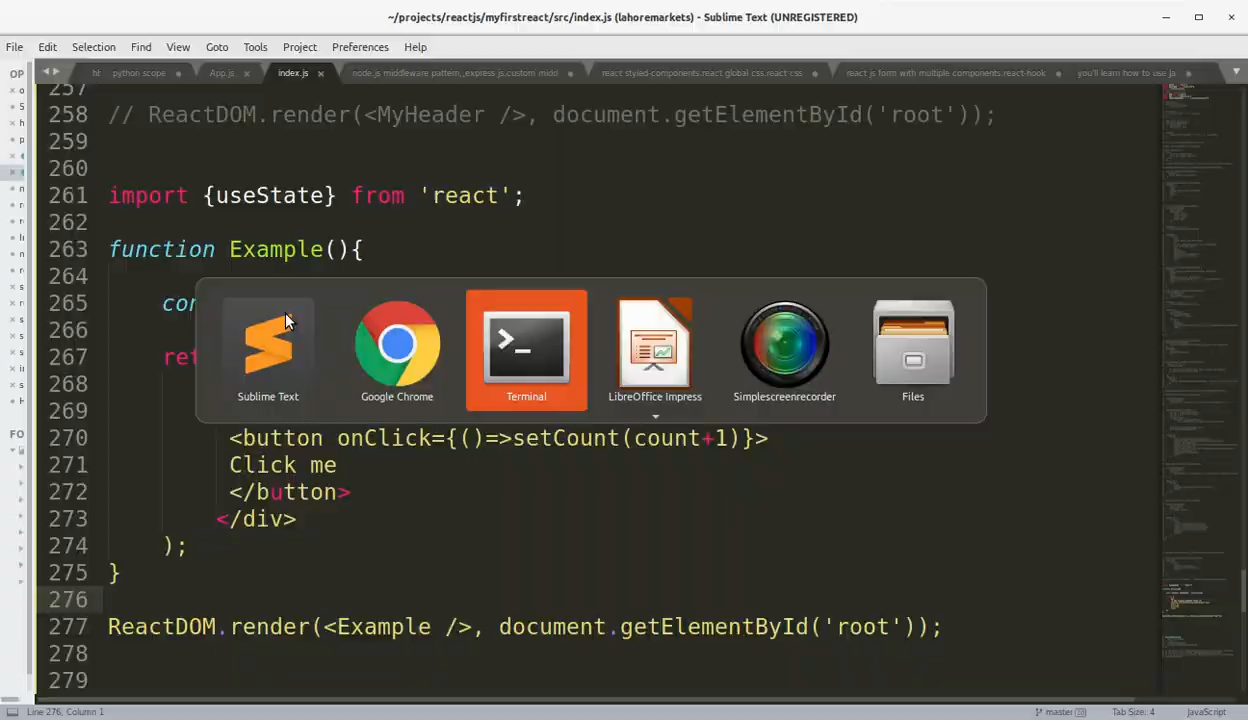 ~/projects/reactjs/myfirstreact/src/index.js (lahoremarkets) - Sublime Text (UNREGISTERED)
File Edit Selection Find View Goto Tools Project Preferences Help
OP
ht python scope
App.js
index.js
node.js middleware pattern,,express js,custom midd
react styled-components,react global css,react css
react js form with multiple components,react-hook
you'll learn how to use ja
FO
257
258 // ReactDOM.render(<MyHeader />, document.getElementById('root'));
259
260
261 import {useState} from 'react';
262
263 function Example(){
264
265 con
266
267 ret
268
269
270 <button onClick={()=>setCount(count+1)}>
271 Click me
272 </button>
273 </div>
274 );
275 }
276
277 ReactDOM.render(<Example />, document.getElementById('root'));
278
279
Sublime Text
Google Chrome
Terminal
LibreOffice Impress
Simplescreenrecorder
Files
Line 276, Column 1
master
Tab Size: 4
JavaScript